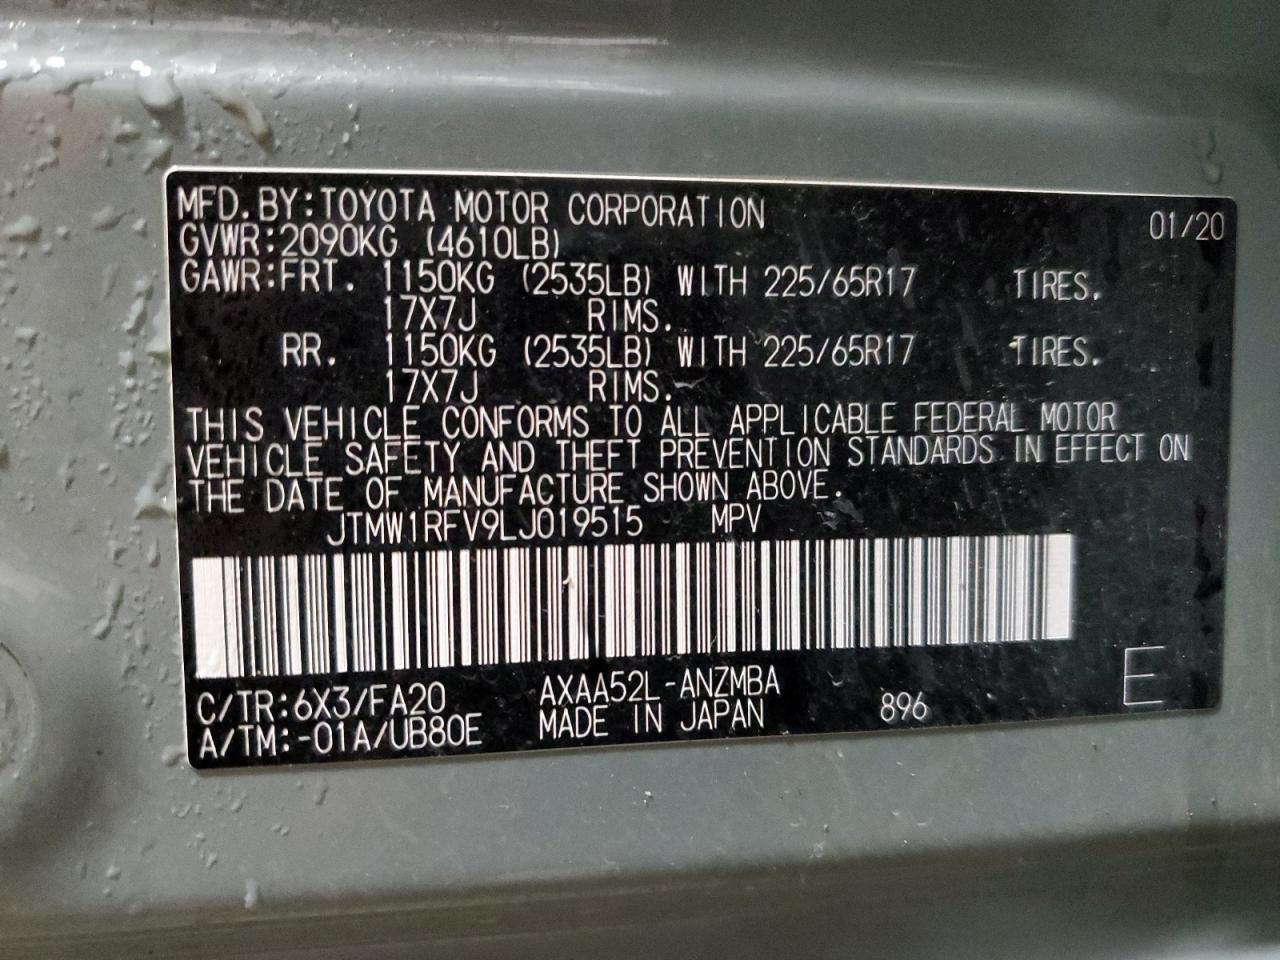 MFD.BY:TOYOTA MOTOR CORPORATION 01/20
GVWR:2090KG (4610LB)
GAWR:FRT. 1150KG (2535LB) WITH 225/65R17 TIRES.
17X7J RIMS.
RR. 1150KG (2535LB) WITH 225/65R17 TIRES.
17X7J RIMS.
THIS VEHICLE CONFORMS TO ALL APPLICABLE FEDERAL MOTOR
VEHICLE SAFETY AND THEFT PREVENTION STANDARDS IN EFFECT ON
THE DATE OF MANUFACTURE SHOWN ABOVE.
JTMW1RFV9LJ019515 MPV
C/TR:6X3/FA20 AXAA52L-ANZMBA
A/TM:-01A/UB80E MADE IN JAPAN 896 E